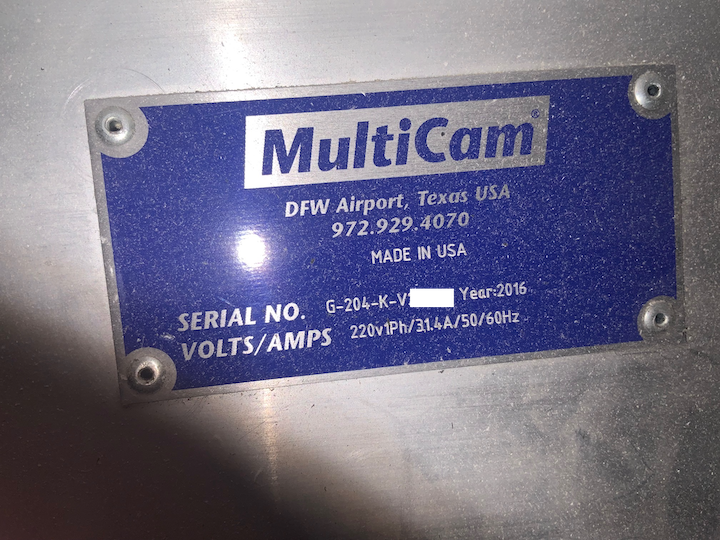 MultiCam®
DFW Airport, Texas USA
972.929.4070
MADE IN USA
SERIAL NO. G-204-K-V Year:2016
VOLTS/AMPS 220v1Ph/31.4A/50/60Hz